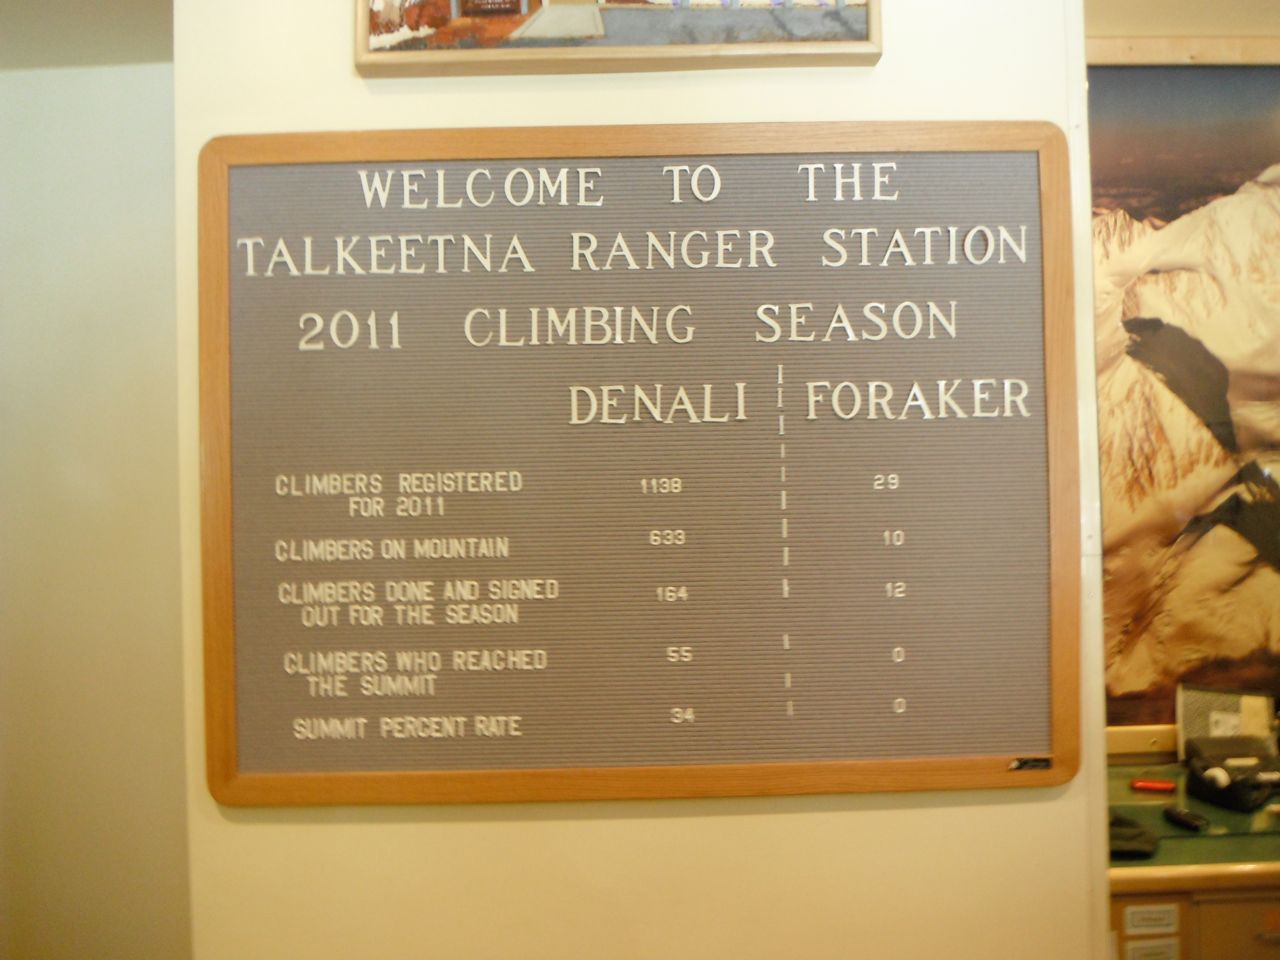 WELCOME TO THE
TALKEETNA RANGER STATION
2011 CLIMBING SEASON
DENALI FORAKER
CLIMBERS REGISTERED 1138 29
FOR 2011
CLIMBERS ON MOUNTAIN 633 10
CLIMBERS DONE AND SIGNED 164 12
OUT FOR THE SEASON
CLIMBERS WHO REACHED 55 0
THE SUMMIT
SUMMIT PERCENT RATE 34 0